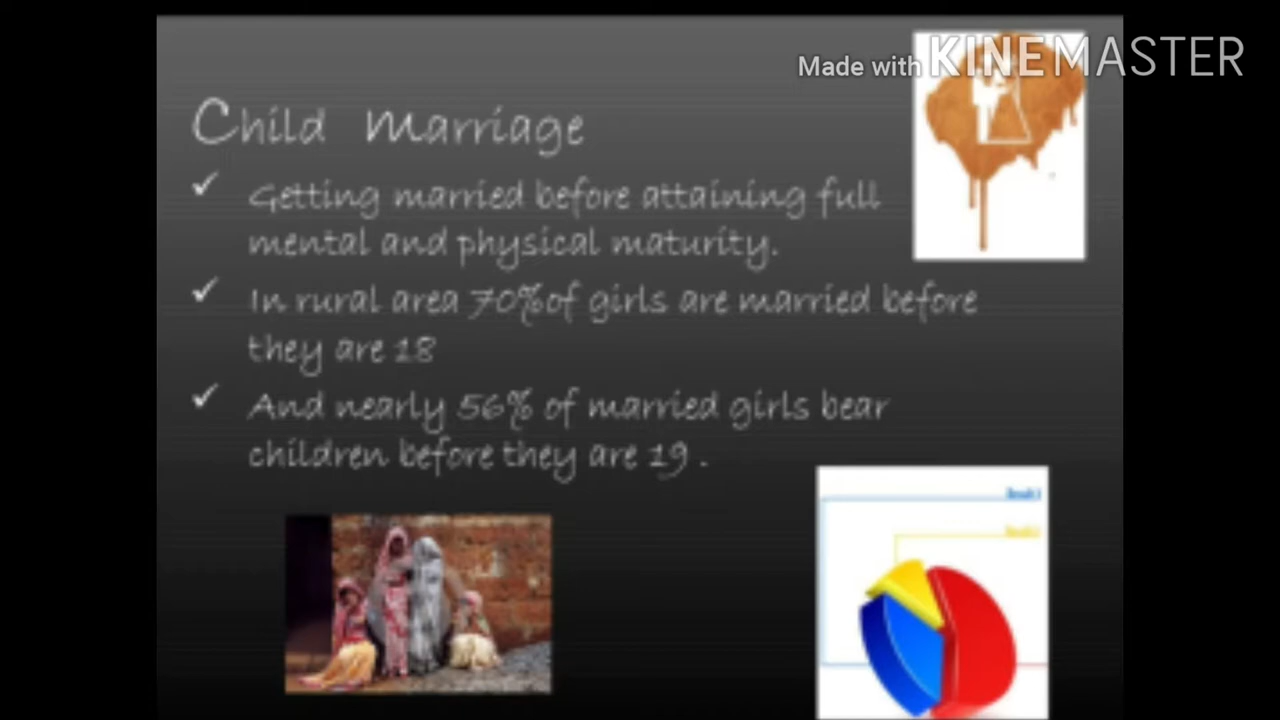 Made with KINEMASTER
Child Marriage
Getting married before attaining full
mental and physical maturity.
In rural area 70%of girls are married before
they are 18
And nearly 56% of married girls bear
children before they are 19 .